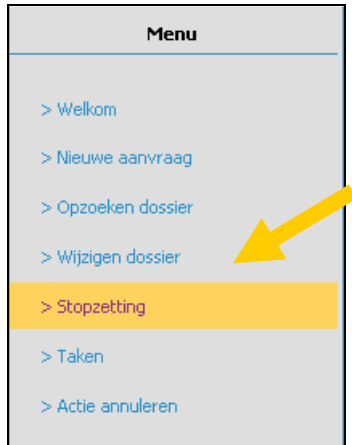 Menu
> Welkom
> Nieuwe aanvraag
> Opzoeken dossier
> Wijzigen dossier
> Stopzetting
> Taken
> Actie annuleren